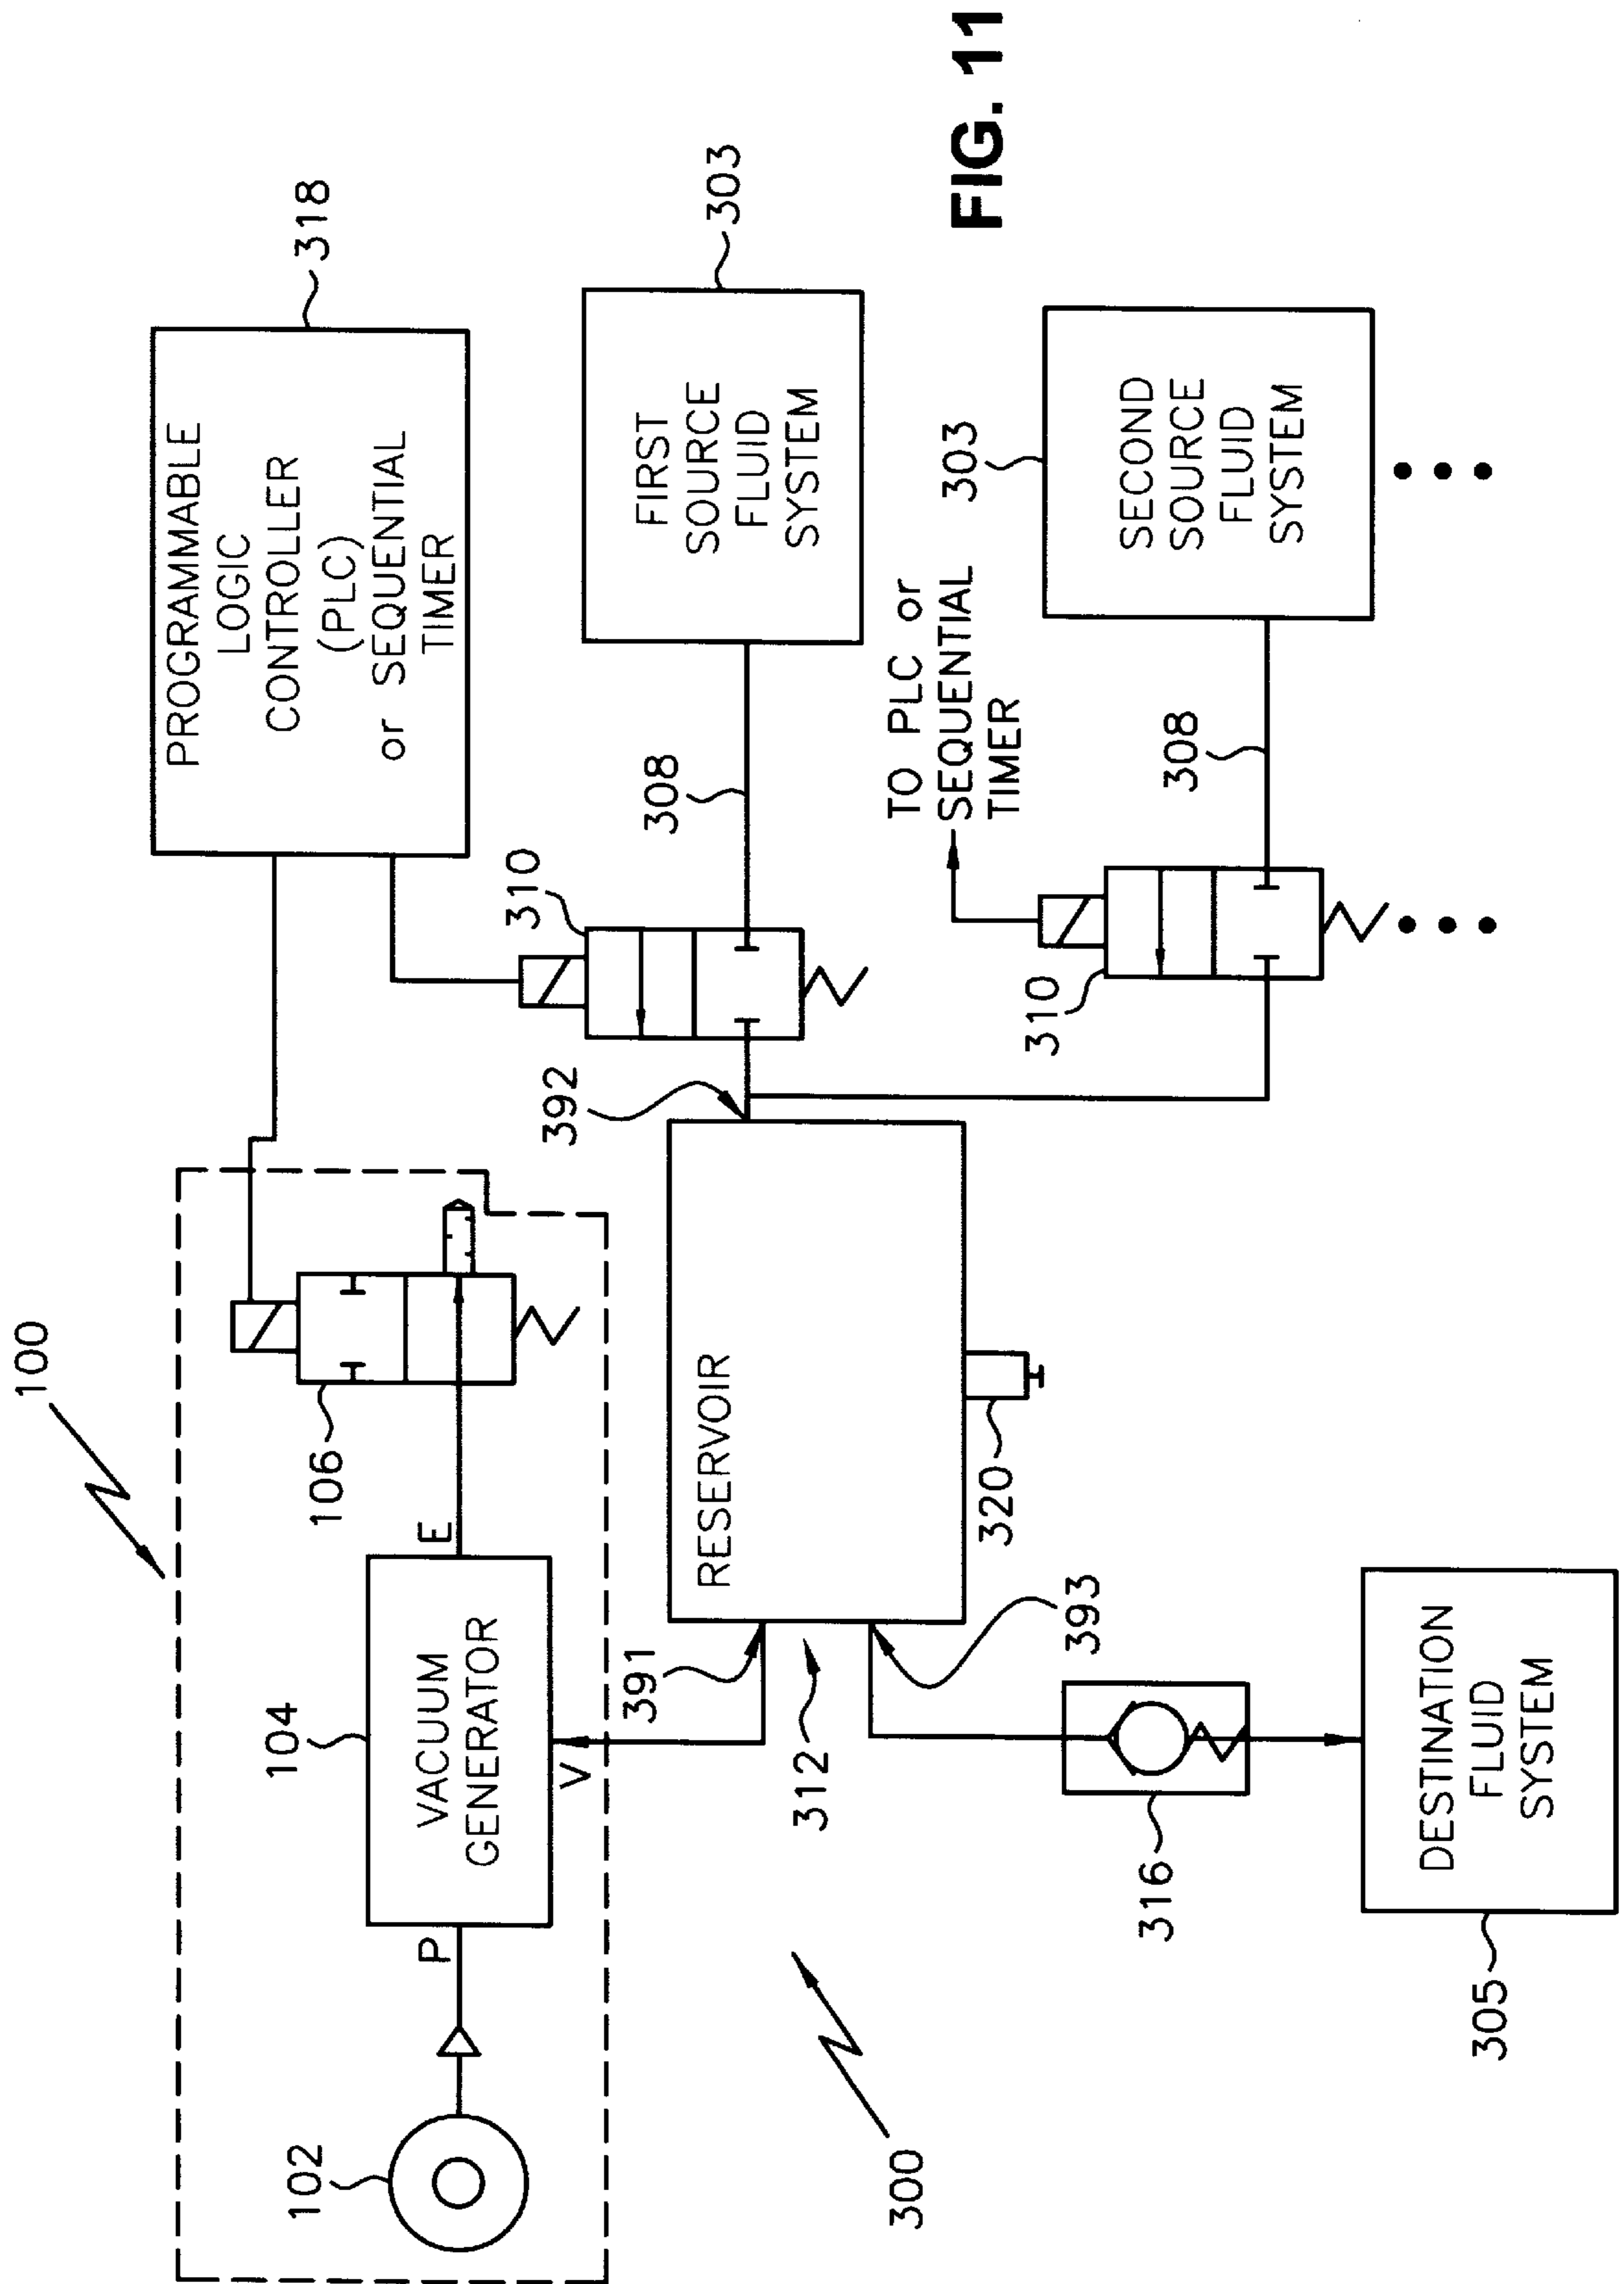 100
102
P
104
VACUUM
GENERATOR
V
E
106
PROGRAMMABLE
LOGIC
CONTROLLER
(PLC)
or SEQUENTIAL
TIMER
318
310
308
FIRST
SOURCE
FLUID
SYSTEM
303
391
312
393
RESERVOIR
392
320
300
316
305
DESTINATION
FLUID
SYSTEM
TO PLC or
SEQUENTIAL
TIMER
310
308
303
SECOND
SOURCE
FLUID
SYSTEM
FIG. 11